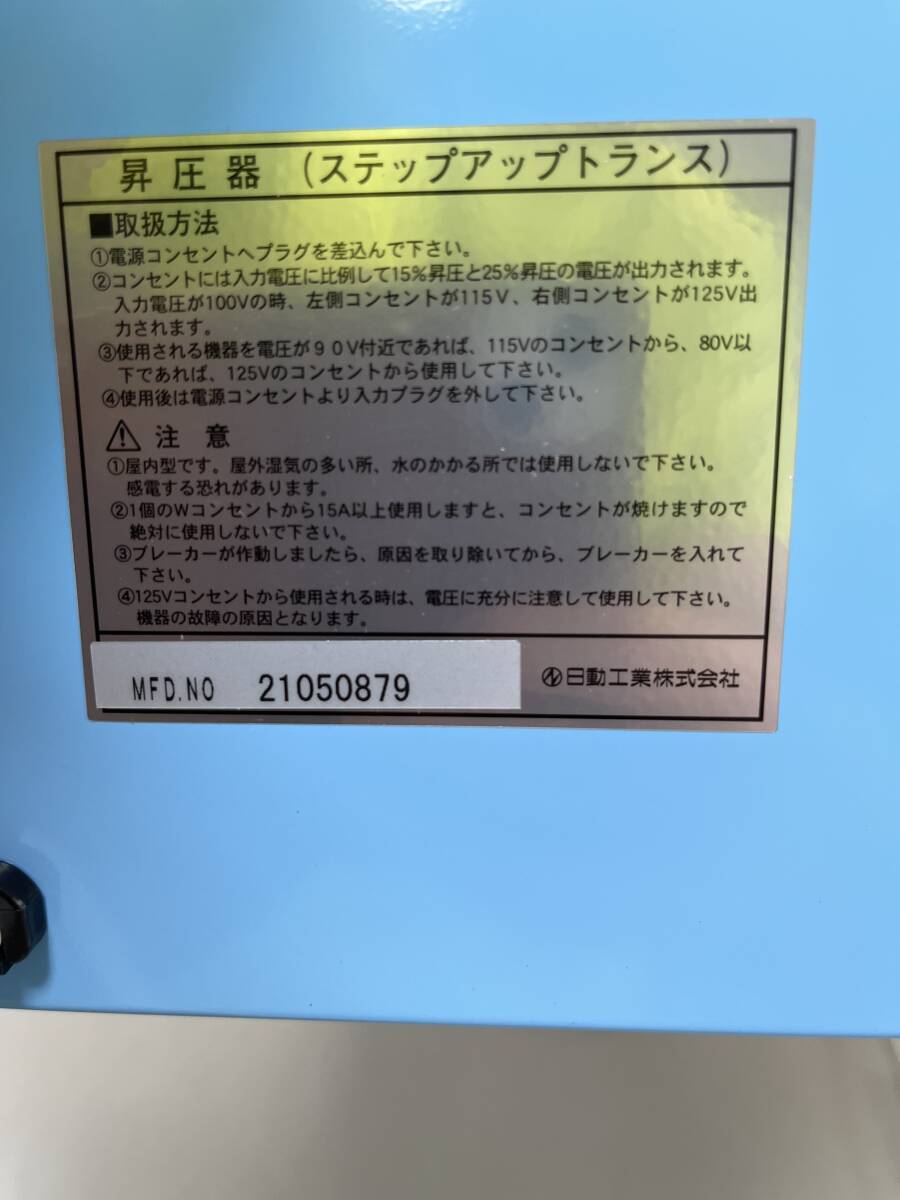 昇圧器 (ステップアップトランス)
■取扱方法
①電源コンセントへプラグを差込んで下さい。
②コンセントには入力電圧に比例して15%昇圧と25%昇圧の電圧が出力されます。
入力電圧が100Vの時、左側コンセントが115V、右側コンセントが125V出
力されます。
③使用される機器を電圧が90V付近であれば、115Vのコンセントから、80V以
下であれば、125Vのコンセントから使用して下さい。
④使用後は電源コンセントより入力プラグを外して下さい。
⚠ 注 意
①屋内型です。屋外湿気の多い所、水のかかる所では使用しないで下さい。
感電する恐れがあります。
②1個のWコンセントから15A以上使用しますと、コンセントが焼けますので
絶対に使用しないで下さい。
③ブレーカーが作動しましたら、原因を取り除いてから、ブレーカーを入れて
下さい。
④125Vコンセントから使用される時は、電圧に充分に注意して使用して下さい。
機器の故障の原因となります。
MFD.NO 21050879
日動工業株式会社